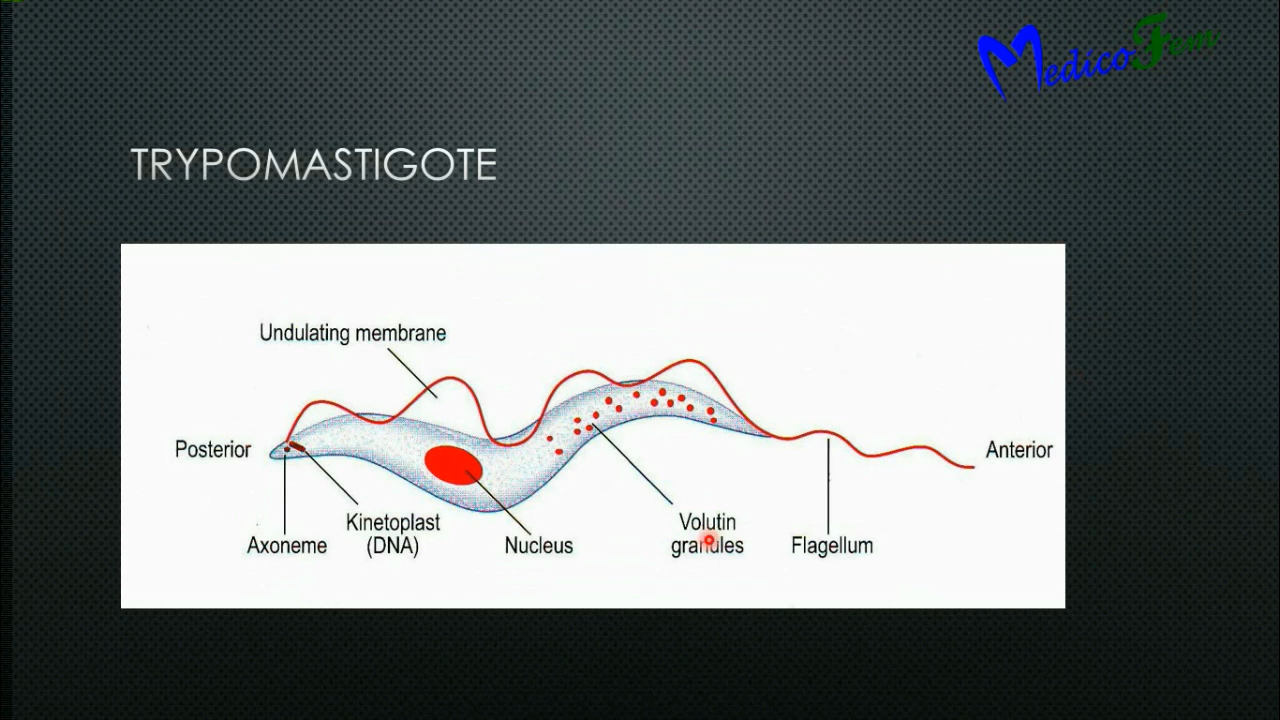 MedicoFem
TRYPOMASTIGOTE
Undulating membrane
Posterior
Anterior
Axoneme
Kinetoplast
(DNA)
Nucleus
Volutin
granules
Flagellum